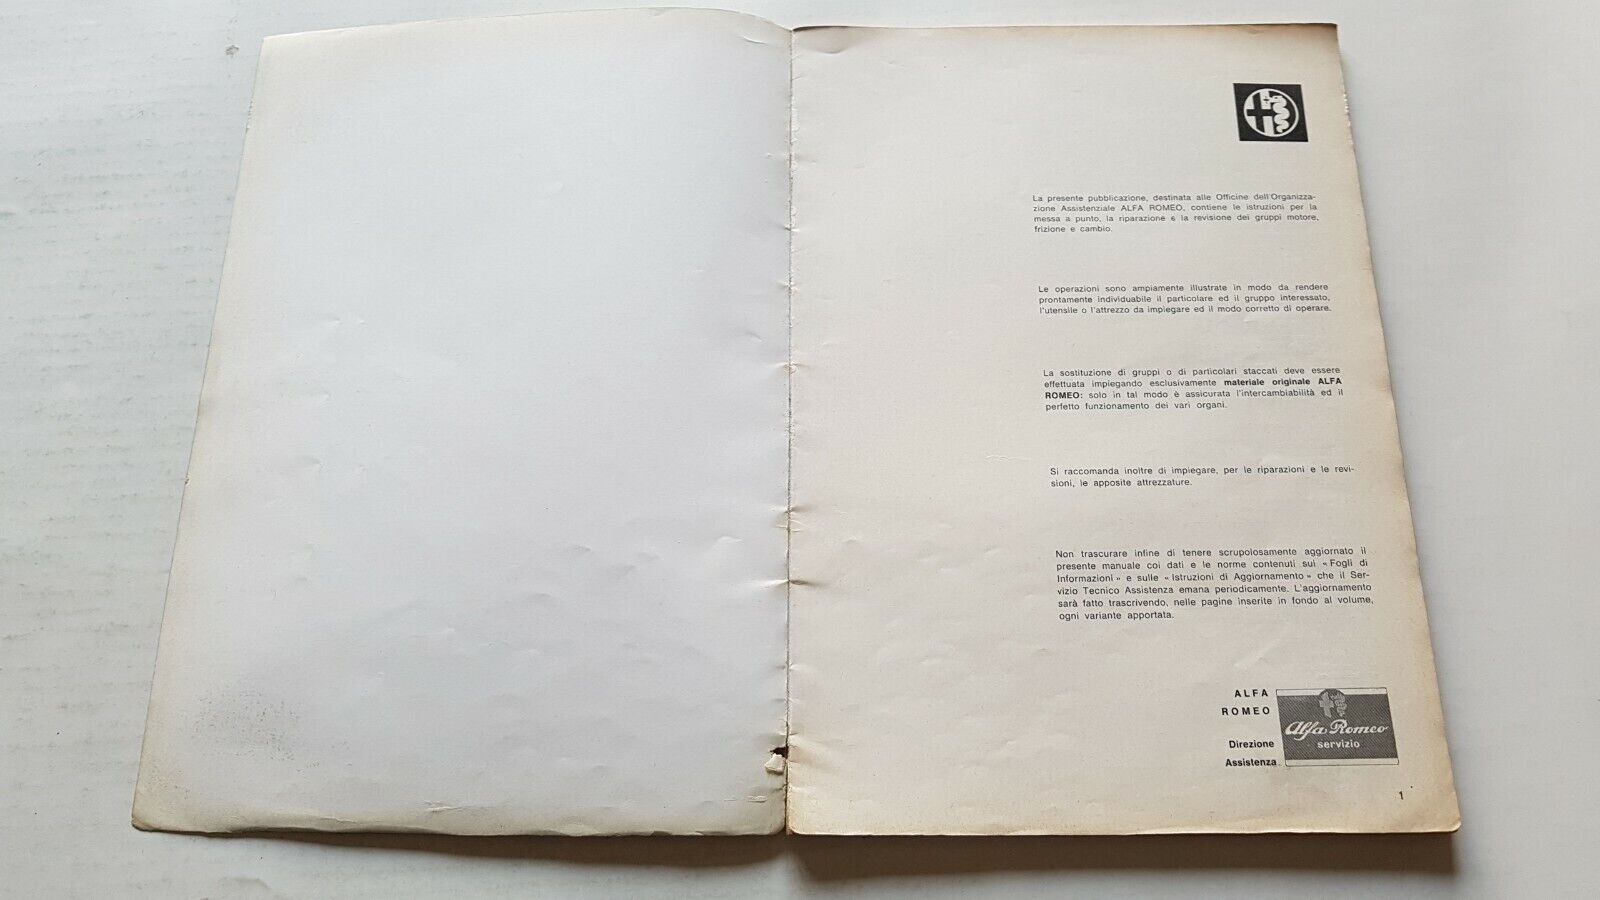 La presente pubblicazione, destinata alle Officine dell'Organizza-
zione Assistenziale ALFA ROMEO, contiene le istruzioni per la
messa a punto, la riparazione e la revisione dei gruppi motore,
frizione e cambio.
Le operazioni sono ampiamente illustrate in modo da rendere
prontamente individuabile il particolare ed il gruppo interessato,
l'utensile o l'attrezzo da impiegare ed il modo corretto di operare.
La sostituzione di gruppi o di particolari staccati deve essere
effettuata impiegando esclusivamente materiale originale ALFA
ROMEO: solo in tal modo è assicurata l'intercambiabilità ed il
perfetto funzionamento dei vari organi.
Si raccomanda inoltre di impiegare, per le riparazioni e le revi-
sioni, le apposite attrezzature.
Non trascurare infine di tenere scrupolosamente aggiornato il
presente manuale coi dati e le norme contenuti sui «Fogli di
Informazioni» e sulle «Istruzioni di Aggiornamento» che il Ser-
vizio Tecnico Assistenza emana periodicamente. L'aggiornamento
sarà fatto trascrivendo, nelle pagine inserite in fondo al volume,
ogni variante apportata.
ALFA
ROMEO
Direzione
Assistenza
Alfa Romeo
servizio
1